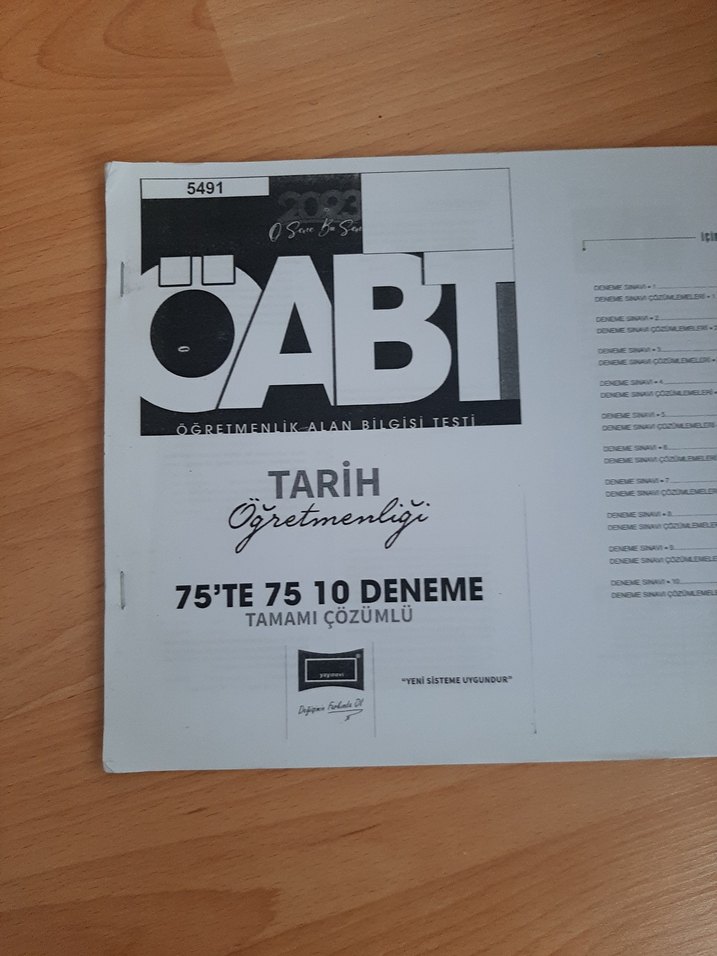 5491
2023
O Sene Bu Sene
ÖABT
ÖĞRETMENLİK ALAN BİLGİSİ TESTİ
TARİH
Öğretmenliği
75'TE 75 10 DENEME
TAMAMI ÇÖZÜMLÜ
yayınevi
"YENİ SİSTEME UYGUNDUR"
Değişimin Farkında Ol
DENEME SINAVI • 1
DENEME SINAVI ÇÖZÜMLEMELERİ • 1
DENEME SINAVI • 2
DENEME SINAVI ÇÖZÜMLEMELERİ • 2
DENEME SINAVI • 3
DENEME SINAVI ÇÖZÜMLEMELERİ •
DENEME SINAVI • 4
DENEME SINAVI ÇÖZÜMLEMELERİ •
DENEME SINAVI • 5
DENEME SINAVI ÇÖZÜMLEMELERİ
DENEME SINAVI • 6
DENEME SINAVI ÇÖZÜMLEMELERİ
DENEME SINAVI • 7
DENEME SINAVI ÇÖZÜMLEMELERİ
DENEME SINAVI • 8
DENEME SINAVI ÇÖZÜMLEMELERİ
DENEME SINAVI • 9
DENEME SINAVI ÇÖZÜMLEMELE
DENEME SINAVI • 10
DENEME SINAVI ÇÖZÜMLEMEL